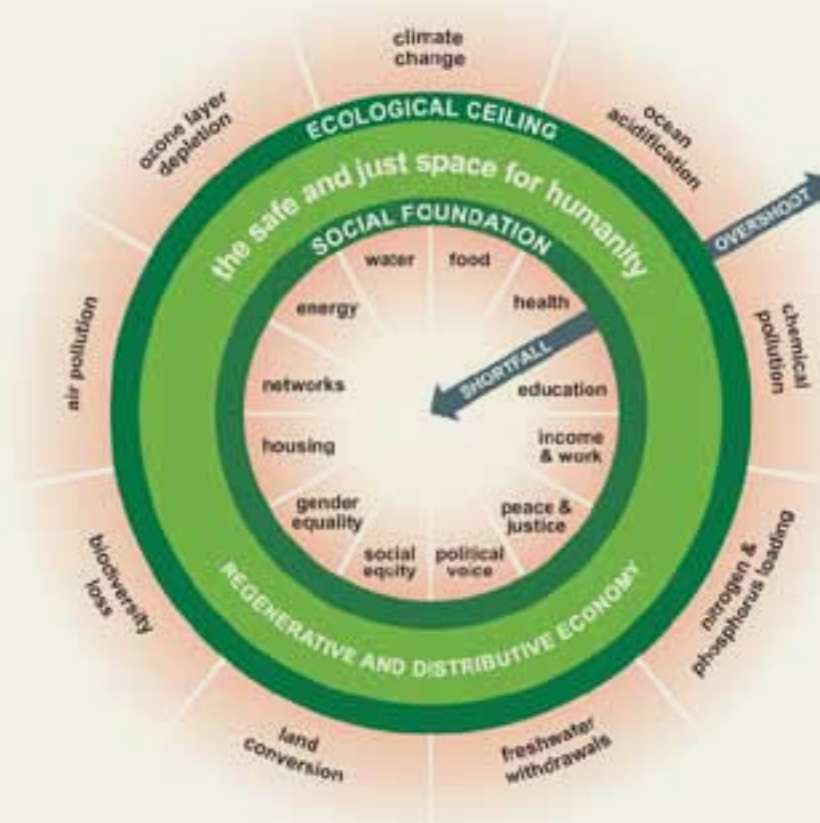 climate
change
ocean
acidification
chemical
pollution
nitrogen &
phosphorus loading
freshwater
withdrawals
land
conversion
biodiversity
loss
air pollution
ozone layer
depletion
OVERSHOOT
ECOLOGICAL CEILING
the safe and just space for humanity
SOCIAL FOUNDATION
water
food
health
SHORTFALL
education
income
& work
peace &
justice
political
voice
social
equity
gender
equality
housing
networks
energy
REGENERATIVE AND DISTRIBUTIVE ECONOMY